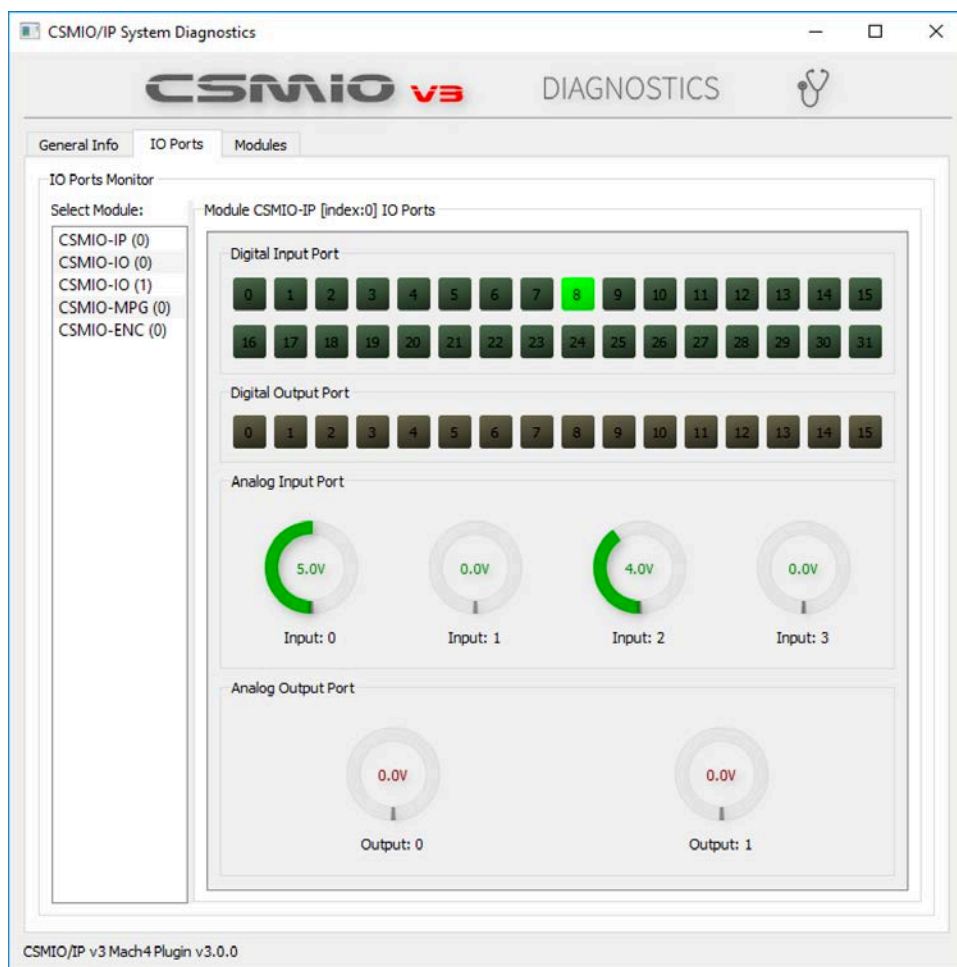 CSMIO/IP System Diagnostics
CSMIO v3 DIAGNOSTICS
General Info IO Ports Modules
IO Ports Monitor
Select Module: Module CSMIO-IP [index:0] IO Ports
CSMIO-IP (0)
CSMIO-IO (0)
CSMIO-IO (1)
CSMIO-MPG (0)
CSMIO-ENC (0)
Digital Input Port
0 1 2 3 4 5 6 7 8 9 10 11 12 13 14 15
16 17 18 19 20 21 22 23 24 25 26 27 28 29 30 31
Digital Output Port
0 1 2 3 4 5 6 7 8 9 10 11 12 13 14 15
Analog Input Port
5.0V 0.0V 4.0V 0.0V
Input: 0 Input: 1 Input: 2 Input: 3
Analog Output Port
0.0V 0.0V
Output: 0 Output: 1
CSMIO/IP v3 Mach4 Plugin v3.0.0